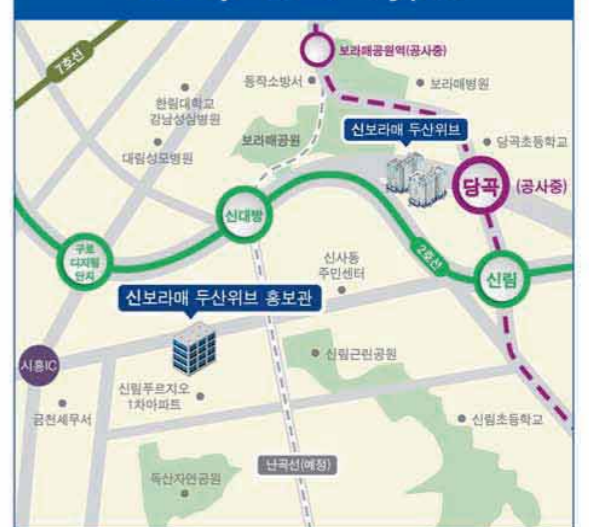 7호선
보라매공원역(공사중)
동작소방서
보라매병원
한림대학교
강남성심병원
신보라매 두산위브
보라매공원
당곡초등학교
대림성모병원
당곡 (공사중)
신대방
구로
디지털
단지
2호선
신사동
주민센터
신림
신보라매 두산위브 홍보관
시흥IC
신림근린공원
신림푸르지오
1차아파트
금천세무서
신림초등학교
난곡선(예정)
독산자연공원